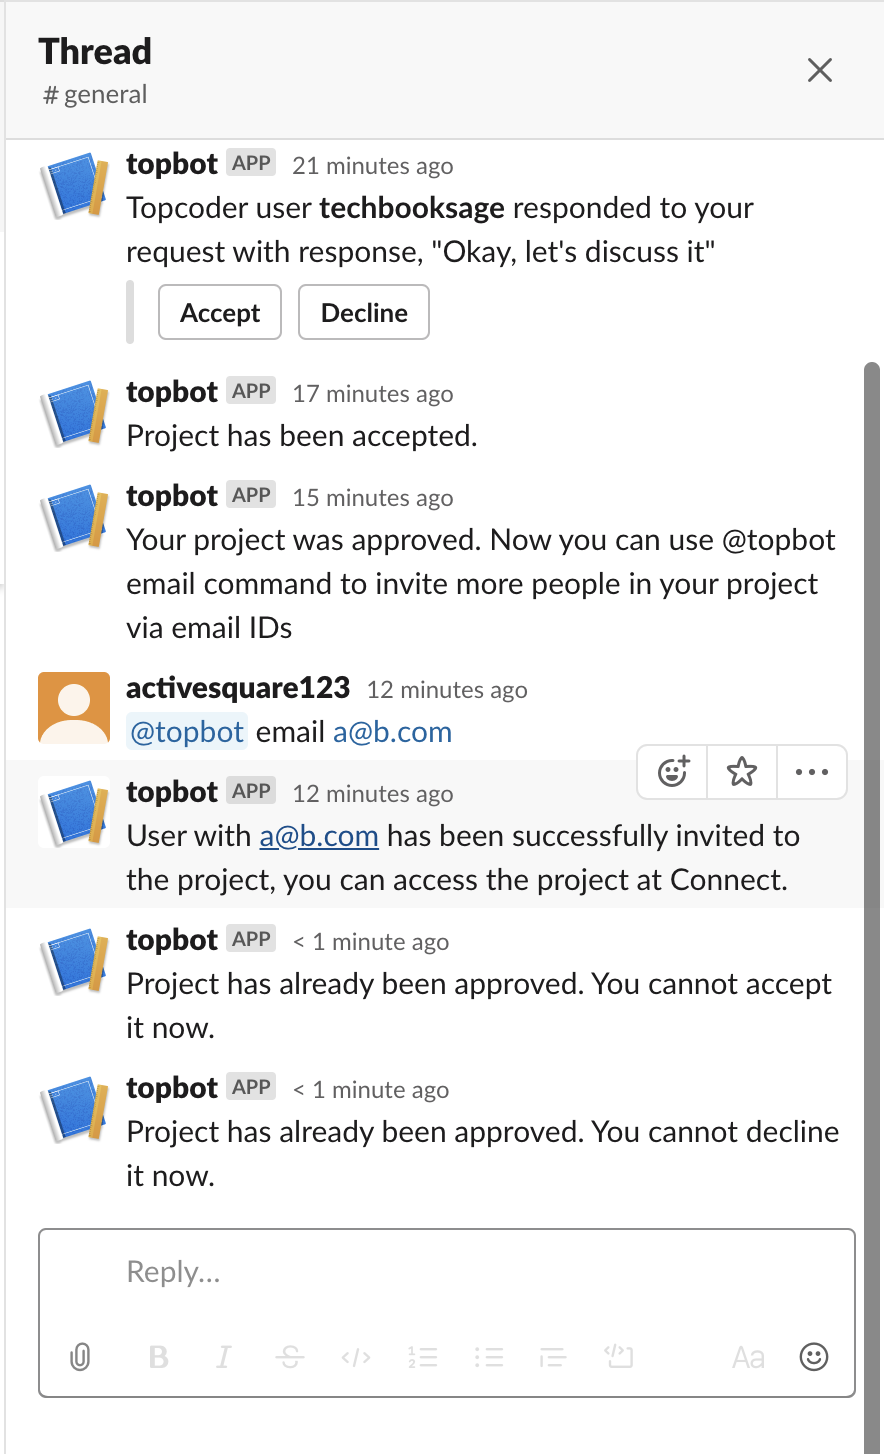 Thread
# general
topbot APP 21 minutes ago
Topcoder user techbooksage responded to your
request with response, "Okay, let's discuss it"
Accept Decline
topbot APP 17 minutes ago
Project has been accepted.
topbot APP 15 minutes ago
Your project was approved. Now you can use @topbot
email command to invite more people in your project
via email IDs
activesquare123 12 minutes ago
@topbot email a@b.com
topbot APP 12 minutes ago
User with a@b.com has been successfully invited to
the project, you can access the project at Connect.
topbot APP < 1 minute ago
Project has already been approved. You cannot accept
it now.
topbot APP < 1 minute ago
Project has already been approved. You cannot decline
it now.
Reply...
B I S </> Aa